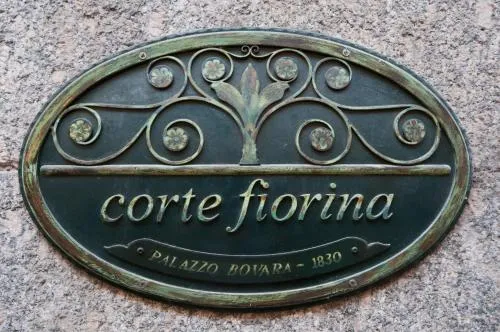 corte fiorina
PALAZZO BOVARA - 1830